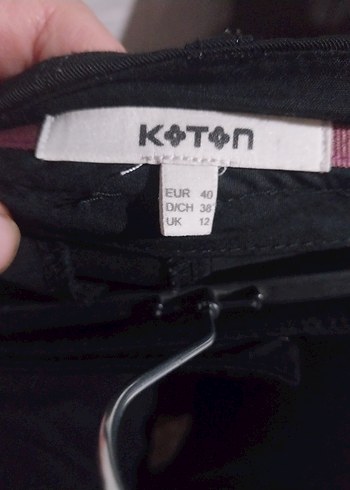 KOTON
EUR 40
D/CH 38
UK 12